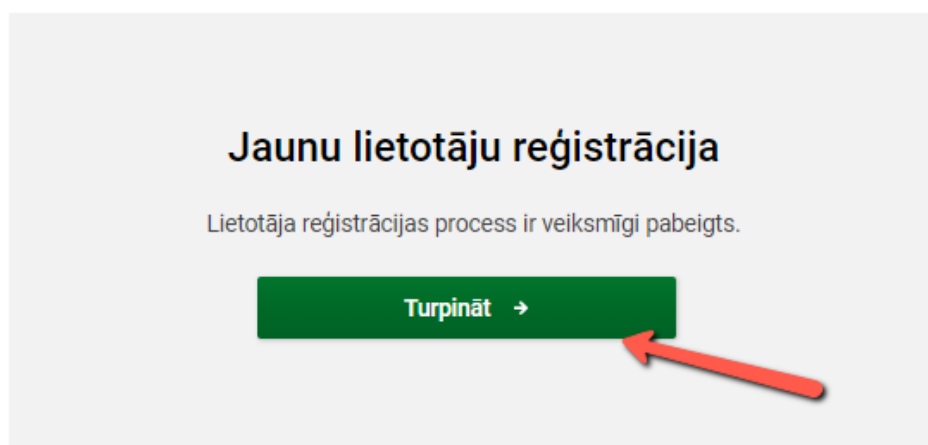 Jaunu lietotāju reģistrācija
Lietotāja reģistrācijas process ir veiksmīgi pabeigts.
Turpināt →